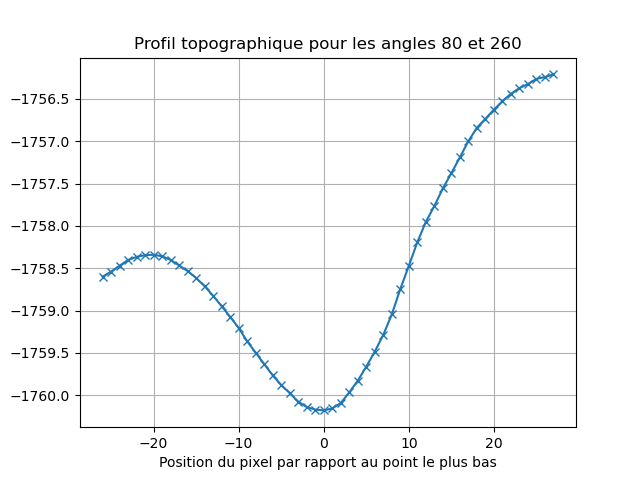 Profil topographique pour les angles 80 et 260
−1756.5
−1757.0
−1757.5
−1758.0
−1758.5
−1759.0
−1759.5
−1760.0
−20 −10 0 10 20
Position du pixel par rapport au point le plus bas